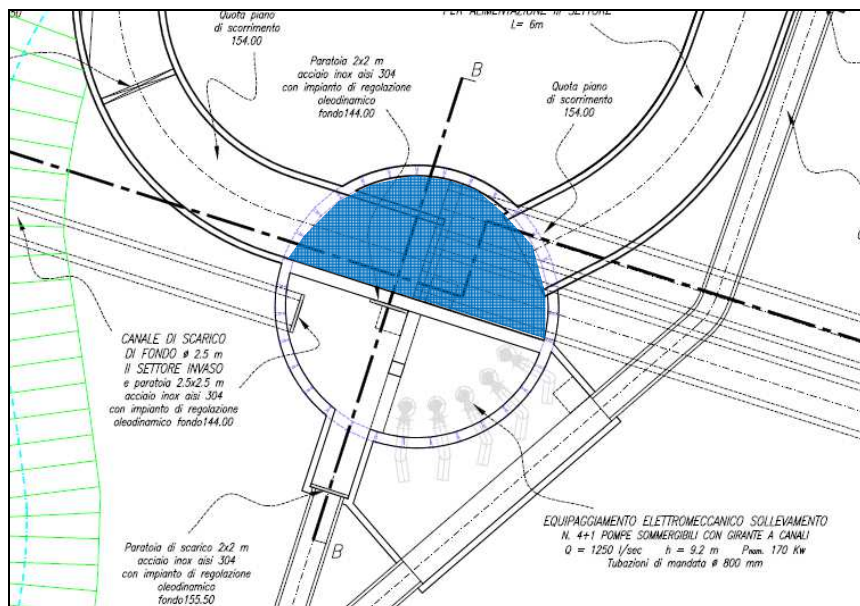 PER ALIMENTAZIONE III SETTORE
L= 6m
Quota piano
di scorrimento
154.00
Paratoia 2x2 m
acciaio inox aisi 304
con impianto di regolazione
oleodinamico
fondo144.00
B
Quota piano
di scorrimento
154.00
CANALE DI SCARICO
DI FONDO ø 2.5 m
II SETTORE INVASO
e paratoia 2.5x2.5 m
acciaio inox aisi 304
con impianto di regolazione
oleodinamico fondo144.00
EQUIPAGGIAMENTO ELETTROMECCANICO SOLLEVAMENTO
N. 4+1 POMPE SOMMERGIBILI CON GIRANTE A CANALI
Q = 1250 l/sec h = 9.2 m Pnom. 170 Kw
Tubazioni di mandata ø 800 mm
B
Paratoia di scarico 2x2 m
acciaio inox aisi 304
con impianto di regolazione
oleodinamico
fondo155.50